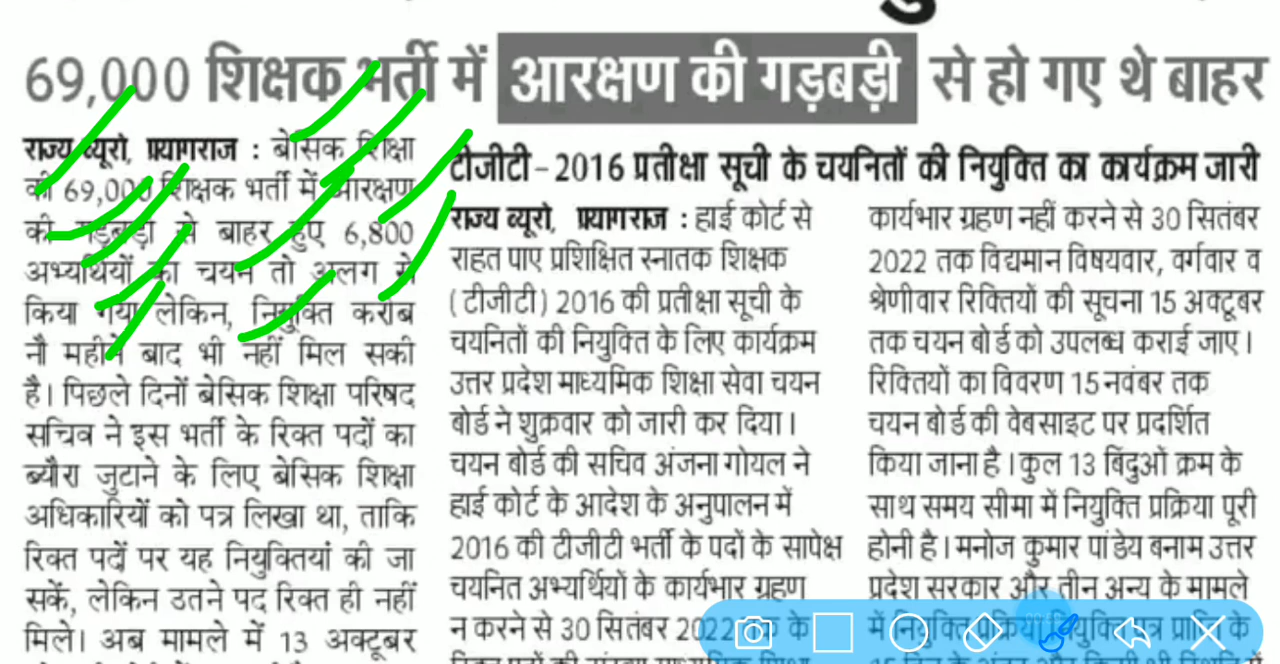 69,000 शिक्षक भर्ती में आरक्षण की गड़बड़ी से हो गए थे बाहर
राज्य ब्यूरो, प्रयागराज : बेसिक शिक्षा
की 69,000 शिक्षक भर्ती में आरक्षण
की गड़बड़ी से बाहर हुए 6,800
अभ्यर्थियों का चयन तो अलग से
किया गया लेकिन, नियुक्ति करीब
नौ महीने बाद भी नहीं मिल सकी
है। पिछले दिनों बेसिक शिक्षा परिषद
सचिव ने इस भर्ती के रिक्त पदों का
ब्यौरा जुटाने के लिए बेसिक शिक्षा
अधिकारियों को पत्र लिखा था, ताकि
रिक्त पदों पर यह नियुक्तियां की जा
सकें, लेकिन उतने पद रिक्त ही नहीं
मिले। अब मामले में 13 अक्टूबर
टीजीटी-2016 प्रतीक्षा सूची के चयनितों की नियुक्ति का कार्यक्रम जारी
राज्य ब्यूरो, प्रयागराज : हाई कोर्ट से
राहत पाए प्रशिक्षित स्नातक शिक्षक
(टीजीटी) 2016 की प्रतीक्षा सूची के
चयनितों की नियुक्ति के लिए कार्यक्रम
उत्तर प्रदेश माध्यमिक शिक्षा सेवा चयन
बोर्ड ने शुक्रवार को जारी कर दिया।
चयन बोर्ड की सचिव अंजना गोयल ने
हाई कोर्ट के आदेश के अनुपालन में
2016 की टीजीटी भर्ती के पदों के सापेक्ष
चयनित अभ्यर्थियों के कार्यभार ग्रहण
न करने से 30 सितंबर 2022 के
कार्यभार ग्रहण नहीं करने से 30 सितंबर
2022 तक विद्यमान विषयवार, वर्गवार व
श्रेणीवार रिक्तियों की सूचना 15 अक्टूबर
तक चयन बोर्ड को उपलब्ध कराई जाए।
रिक्तियों का विवरण 15 नवंबर तक
चयन बोर्ड की वेबसाइट पर प्रदर्शित
किया जाना है। कुल 13 बिंदुओं क्रम के
साथ समय सीमा में नियुक्ति प्रक्रिया पूरी
होनी है। मनोज कुमार पांडेय बनाम उत्तर
प्रदेश सरकार और तीन अन्य के मामले
में नियुक्ति पत्र प्राप्ति के